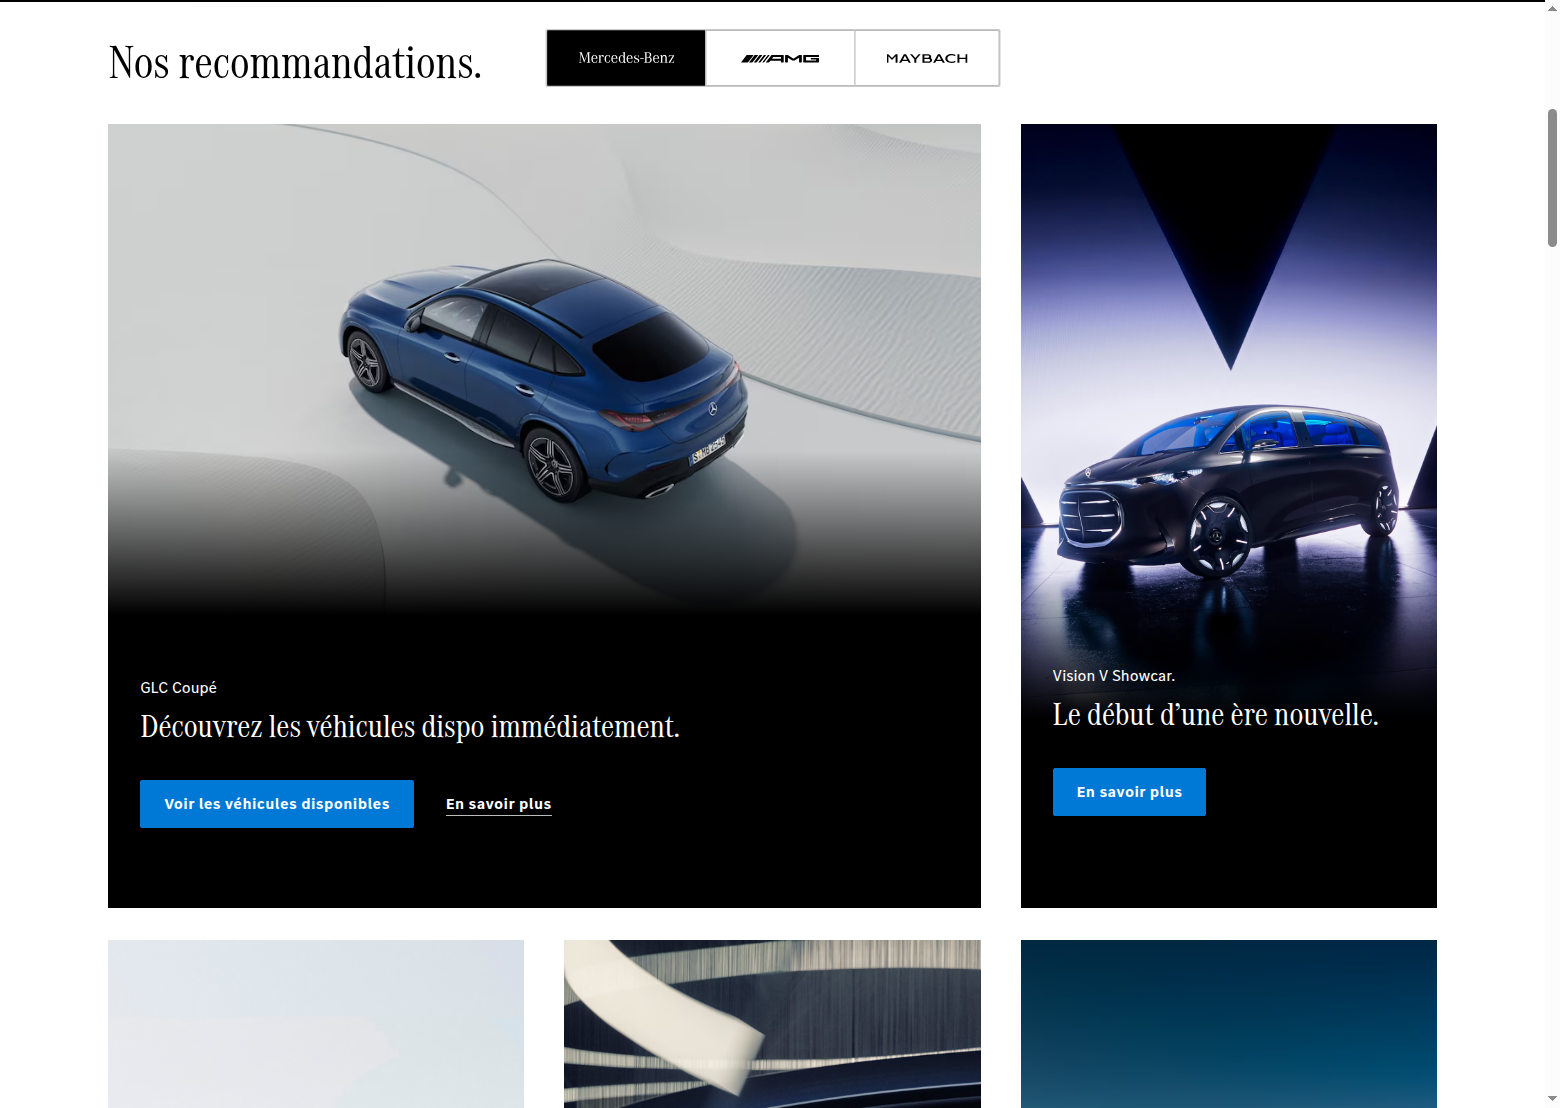 Nos recommandations.
Mercedes-Benz
AMG
MAYBACH
GLC Coupé
Découvrez les véhicules dispo immédiatement.
Voir les véhicules disponibles
En savoir plus
Vision V Showcar.
Le début d’une ère nouvelle.
En savoir plus